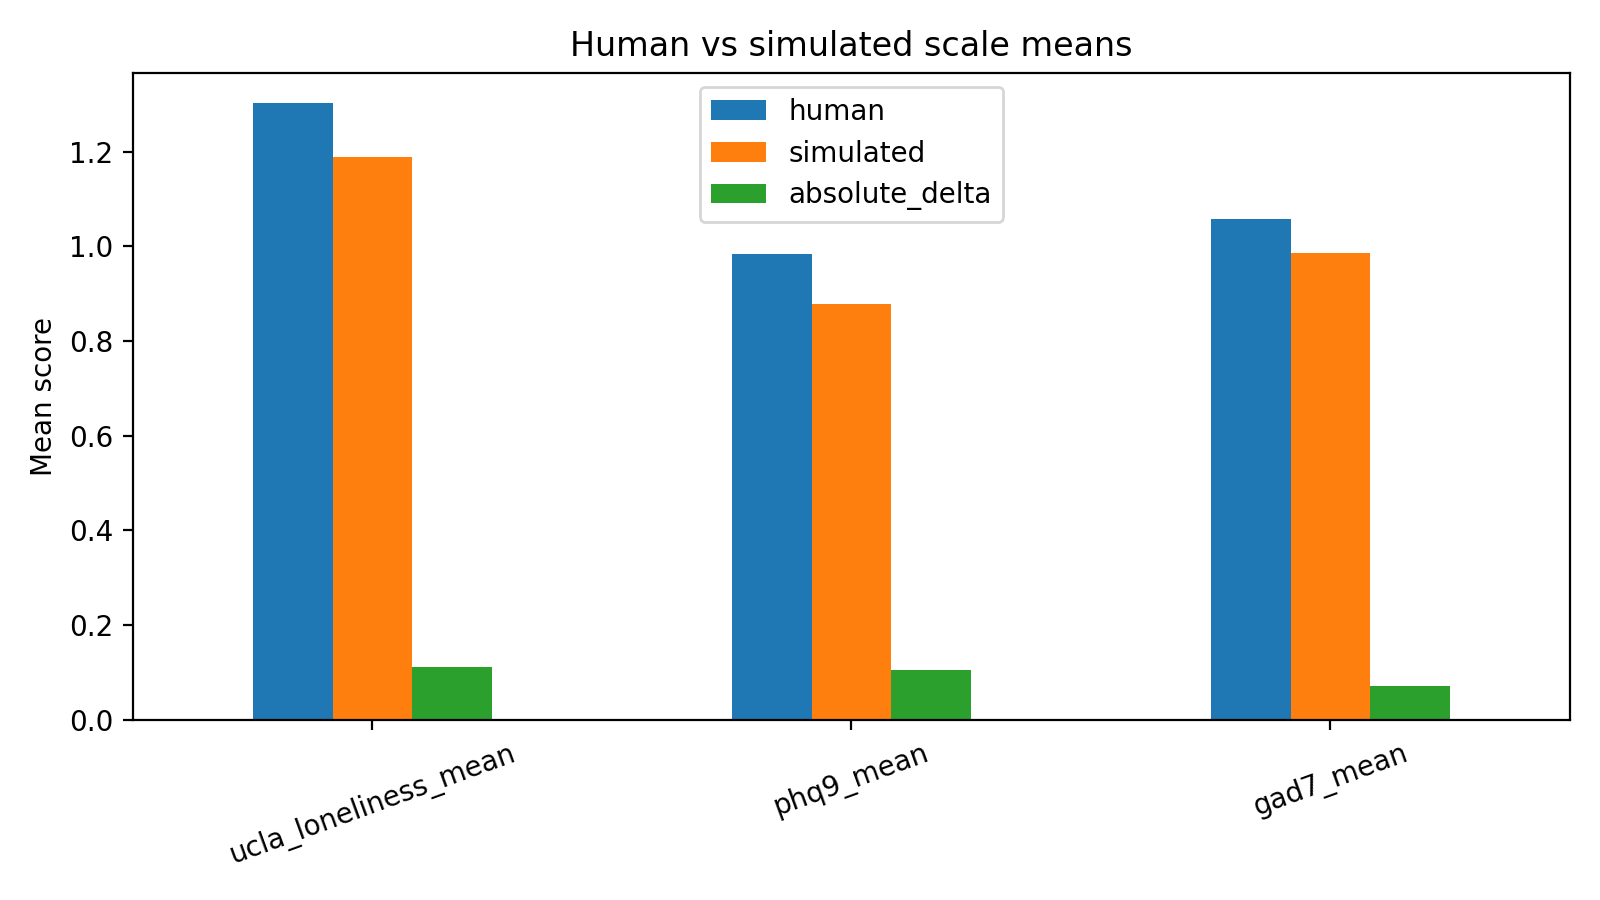 Human vs simulated scale means
human
simulated
absolute_delta
Mean score
1.2
1.0
0.8
0.6
0.4
0.2
0.0
ucla_loneliness_mean
phq9_mean
gad7_mean